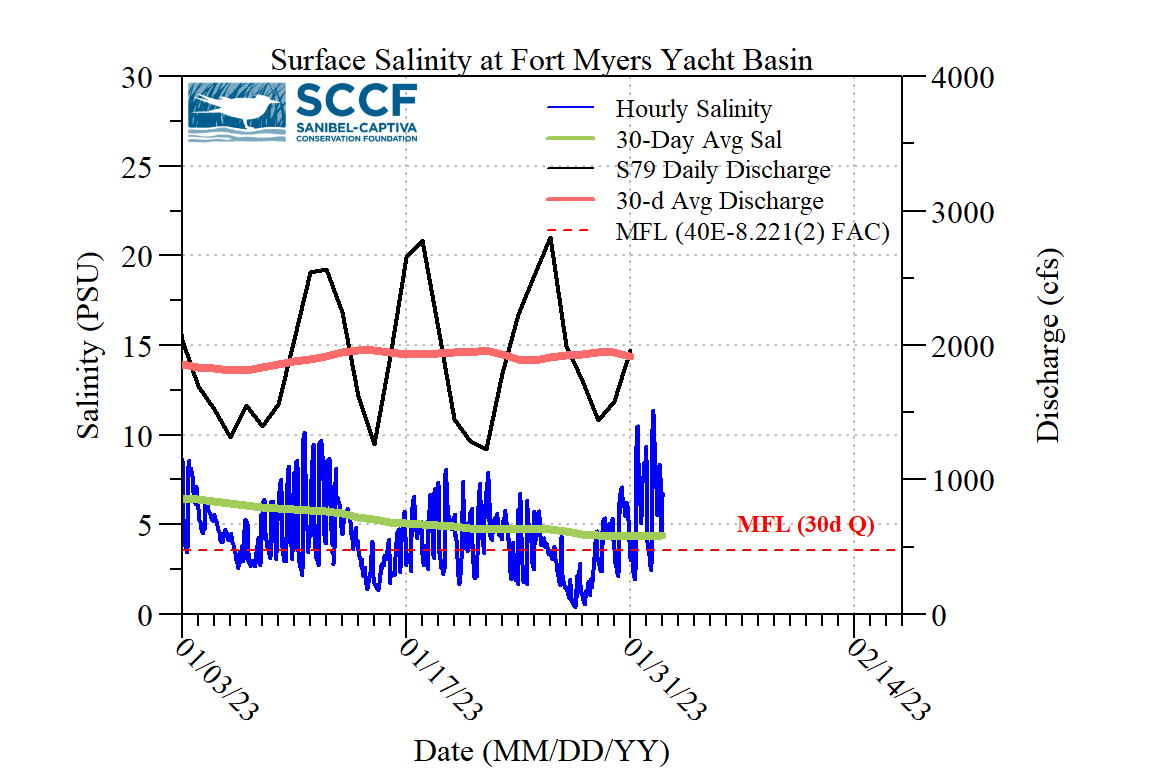 Surface Salinity at Fort Myers Yacht Basin
SCCF
SANIBEL-CAPTIVA
CONSERVATION FOUNDATION
Hourly Salinity
30-Day Avg Sal
S79 Daily Discharge
30-d Avg Discharge
MFL (40E-8.221(2) FAC)
30
25
20
15
10
5
0
Salinity (PSU)
4000
3000
2000
1000
0
Discharge (cfs)
MFL (30d Q)
01/03/23
01/17/23
01/31/23
02/14/23
Date (MM/DD/YY)